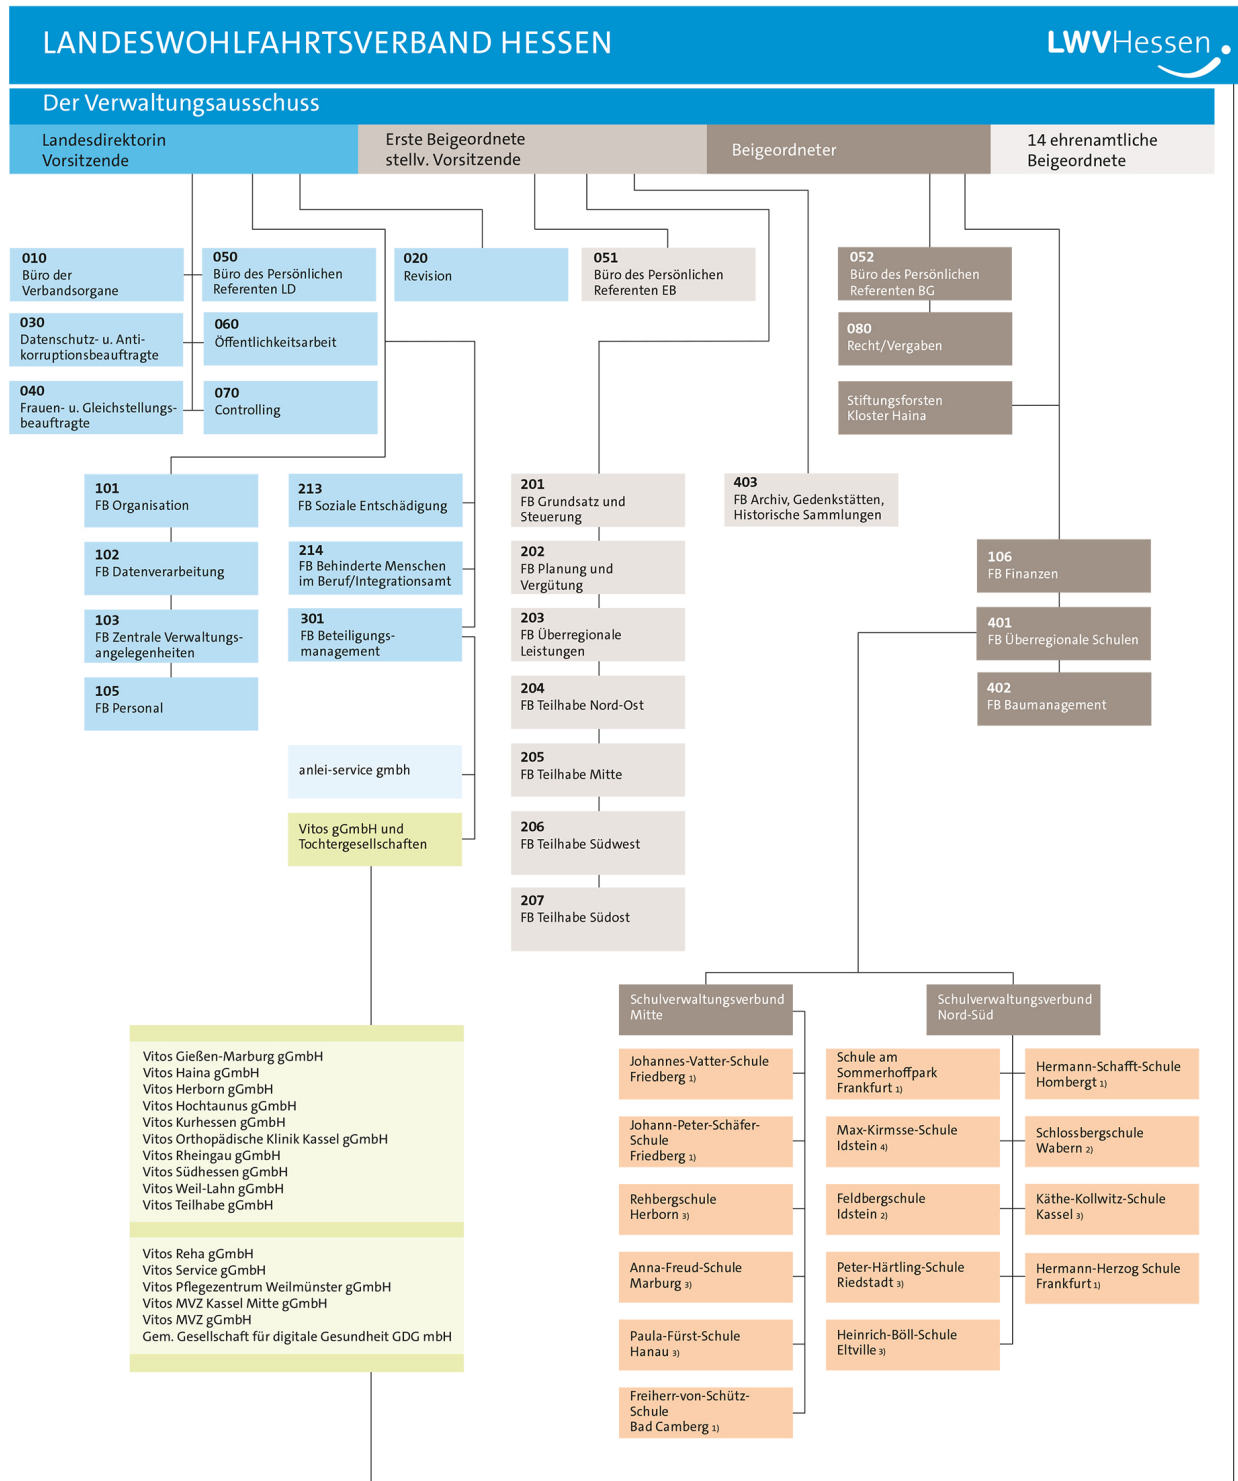 LANDESWOHLFAHRTSVERBAND HESSEN
LWVHessen
Der Verwaltungsausschuss
Landesdirektorin
Vorsitzende
Erste Beigeordnete
stellv. Vorsitzende
Beigeordneter
14 ehrenamtliche
Beigeordnete
010
Büro der
Verbandsorgane
050
Büro des Persönlichen
Referenten LD
020
Revision
051
Büro des Persönlichen
Referenten EB
052
Büro des Persönlichen
Referenten BG
030
Datenschutz- u. Anti-
korruptionsbeauftragte
060
Öffentlichkeitsarbeit
080
Recht/Vergaben
040
Frauen- u. Gleichstellungs-
beauftragte
070
Controlling
Stiftungsforsten
Kloster Haina
101
FB Organisation
102
FB Datenverarbeitung
103
FB Zentrale Verwaltungs-
angelegenheiten
105
FB Personal
213
FB Soziale Entschädigung
214
FB Behinderte Menschen
im Beruf/Integrationsamt
301
FB Beteiligungs-
management
anlei-service gmbh
Vitos gGmbH und
Tochtergesellschaften
201
FB Grundsatz und
Steuerung
202
FB Planung und
Vergütung
203
FB Überregionale
Leistungen
204
FB Teilhabe Nord-Ost
205
FB Teilhabe Mitte
206
FB Teilhabe Südwest
207
FB Teilhabe Südost
403
FB Archiv, Gedenkstätten,
Historische Sammlungen
106
FB Finanzen
401
FB Überregionale Schulen
402
FB Baumanagement
Vitos Gießen-Marburg gGmbH
Vitos Haina gGmbH
Vitos Herborn gGmbH
Vitos Hochtaunus gGmbH
Vitos Kurhessen gGmbH
Vitos Orthopädische Klinik Kassel gGmbH
Vitos Rheingau gGmbH
Vitos Südhessen gGmbH
Vitos Weil-Lahn gGmbH
Vitos Teilhabe gGmbH
Vitos Reha gGmbH
Vitos Service gGmbH
Vitos Pflegezentrum Weilmünster gGmbH
Vitos MVZ Kassel Mitte gGmbH
Vitos MVZ gGmbH
Gem. Gesellschaft für digitale Gesundheit GDG mbH
Schulverwaltungsverbund
Mitte
Johannes-Vatter-Schule
Friedberg 1)
Johann-Peter-Schäfer-
Schule
Friedberg 1)
Rehbergschule
Herborn 3)
Anna-Freud-Schule
Marburg 3)
Paula-Fürst-Schule
Hanau 3)
Freiherr-von-Schütz-
Schule
Bad Camberg 1)
Schulverwaltungsverbund
Nord-Süd
Schule am
Sommerhoffpark
Frankfurt 1)
Max-Kirmsse-Schule
Idstein 4)
Feldbergschule
Idstein 2)
Peter-Härtling-Schule
Riedstadt 3)
Heinrich-Böll-Schule
Eltville 3)
Hermann-Schafft-Schule
Hombergt 1)
Schlossbergschule
Wabern 2)
Käthe-Kollwitz-Schule
Kassel 3)
Hermann-Herzog Schule
Frankfurt 1)